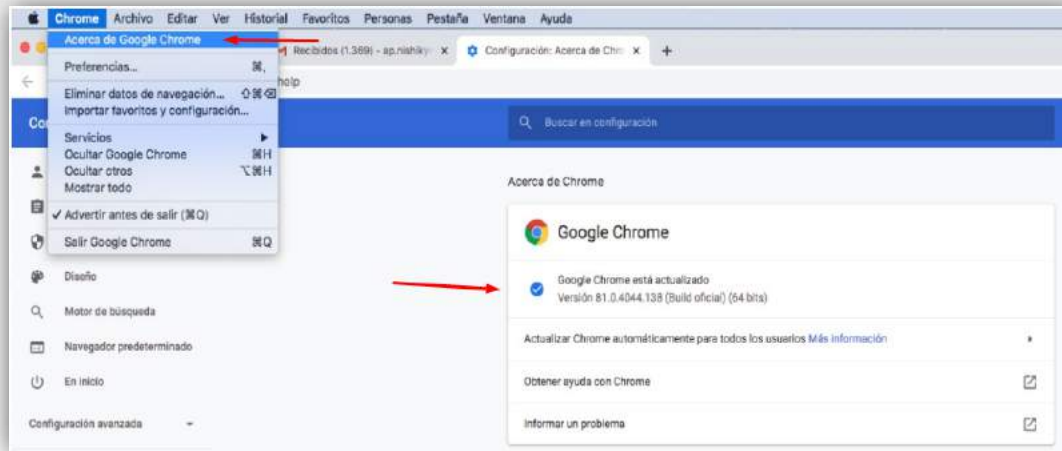 Chrome Archivo Editar Ver Historial Favoritos Personas Pestaña Ventana Ayuda
Acerca de Google Chrome
Recibidos (1.369) - ap.nishiky
Configuración: Acerca de Chr
Preferencias... ⌘,
help
Eliminar datos de navegación... ⇧⌘⌫
Importar favoritos y configuración...
Servicios
Ocultar Google Chrome ⌘H
Ocultar otros ⌥⌘H
Mostrar todo
✓ Advertir antes de salir (⌘Q)
Salir Google Chrome ⌘Q
Co
Buscar en configuración
Diseño
Motor de búsqueda
Navegador predeterminado
En inicio
Configuración avanzada
Acerca de Chrome
Google Chrome
Google Chrome está actualizado
Versión 81.0.4044.138 (Build oficial) (64 bits)
Actualizar Chrome automáticamente para todos los usuarios Más información
Obtener ayuda con Chrome
Informar un problema